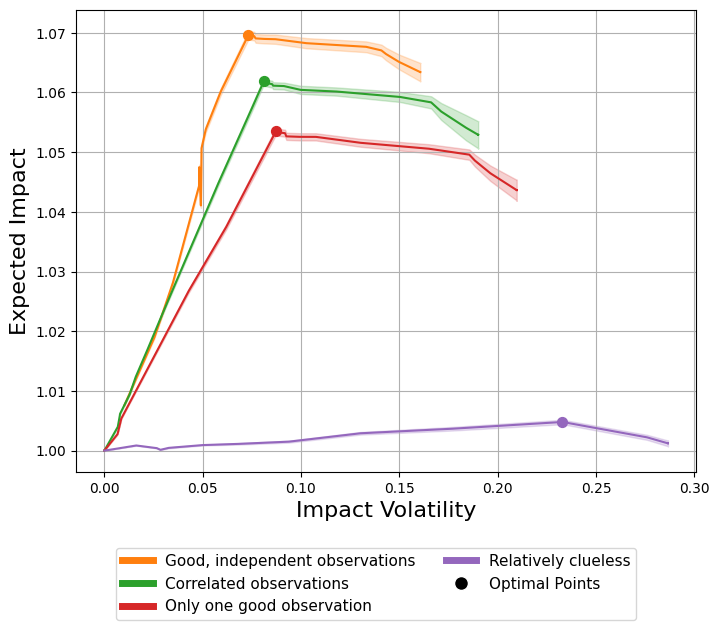 1.07
1.06
1.05
1.04
1.03
1.02
1.01
1.00
Expected Impact
0.00 0.05 0.10 0.15 0.20 0.25 0.30
Impact Volatility
Good, independent observations
Correlated observations
Only one good observation
Relatively clueless
Optimal Points